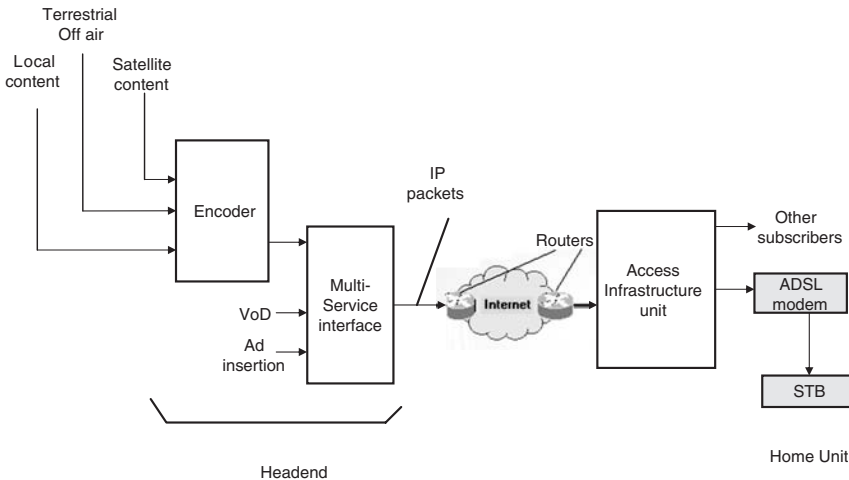 Terrestrial
Off air
Local
content
Satellite
content
Encoder
VoD
Ad
insertion
Multi-
Service
interface
IP
packets
Routers
Internet
Access
Infrastructure
unit
Other
subscribers
ADSL
modem
STB
Headend
Home Unit